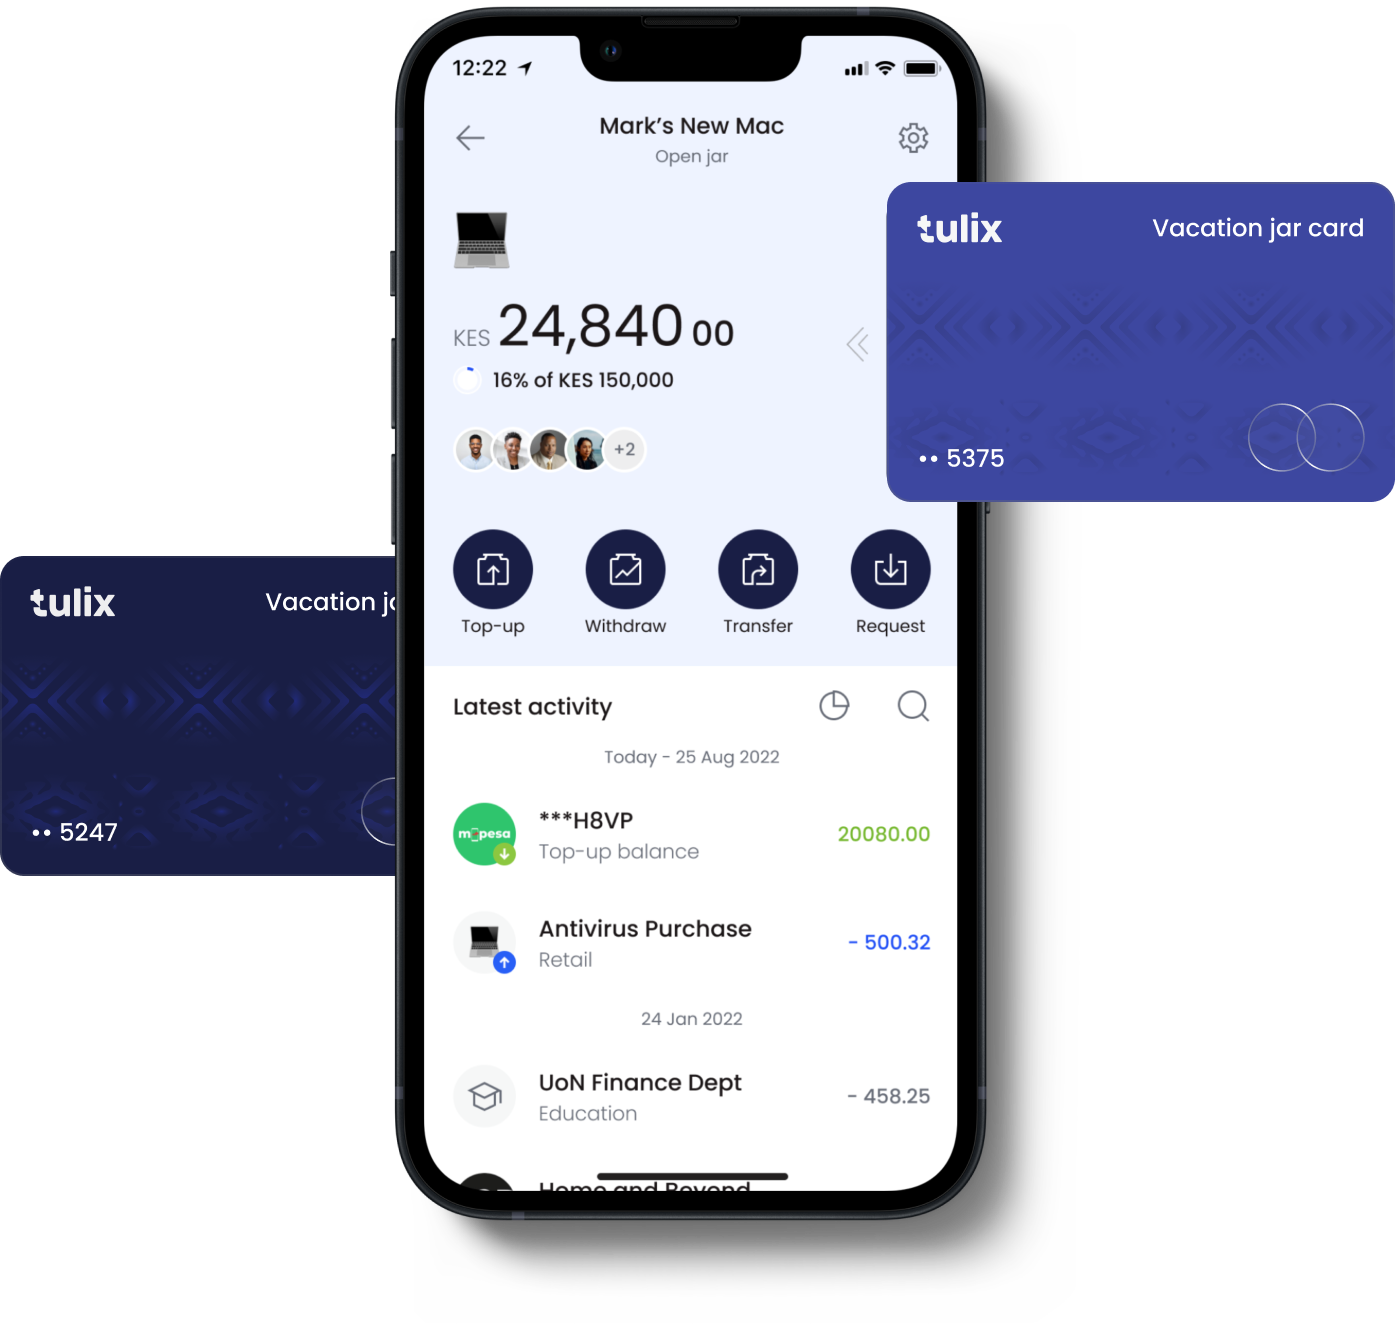 12:22
Mark's New Mac
Open jar
tulix
Vacation jar card
KES 24,840 00
16% of KES 150,000
+2
•• 5375
Top-up
Withdraw
Transfer
Request
tulix
Vacation j
•• 5247
Latest activity
Today - 25 Aug 2022
***H8VP
Top-up balance
20080.00
m pesa
Antivirus Purchase
Retail
- 500.32
24 Jan 2022
UoN Finance Dept
Education
- 458.25
Home and Beyond